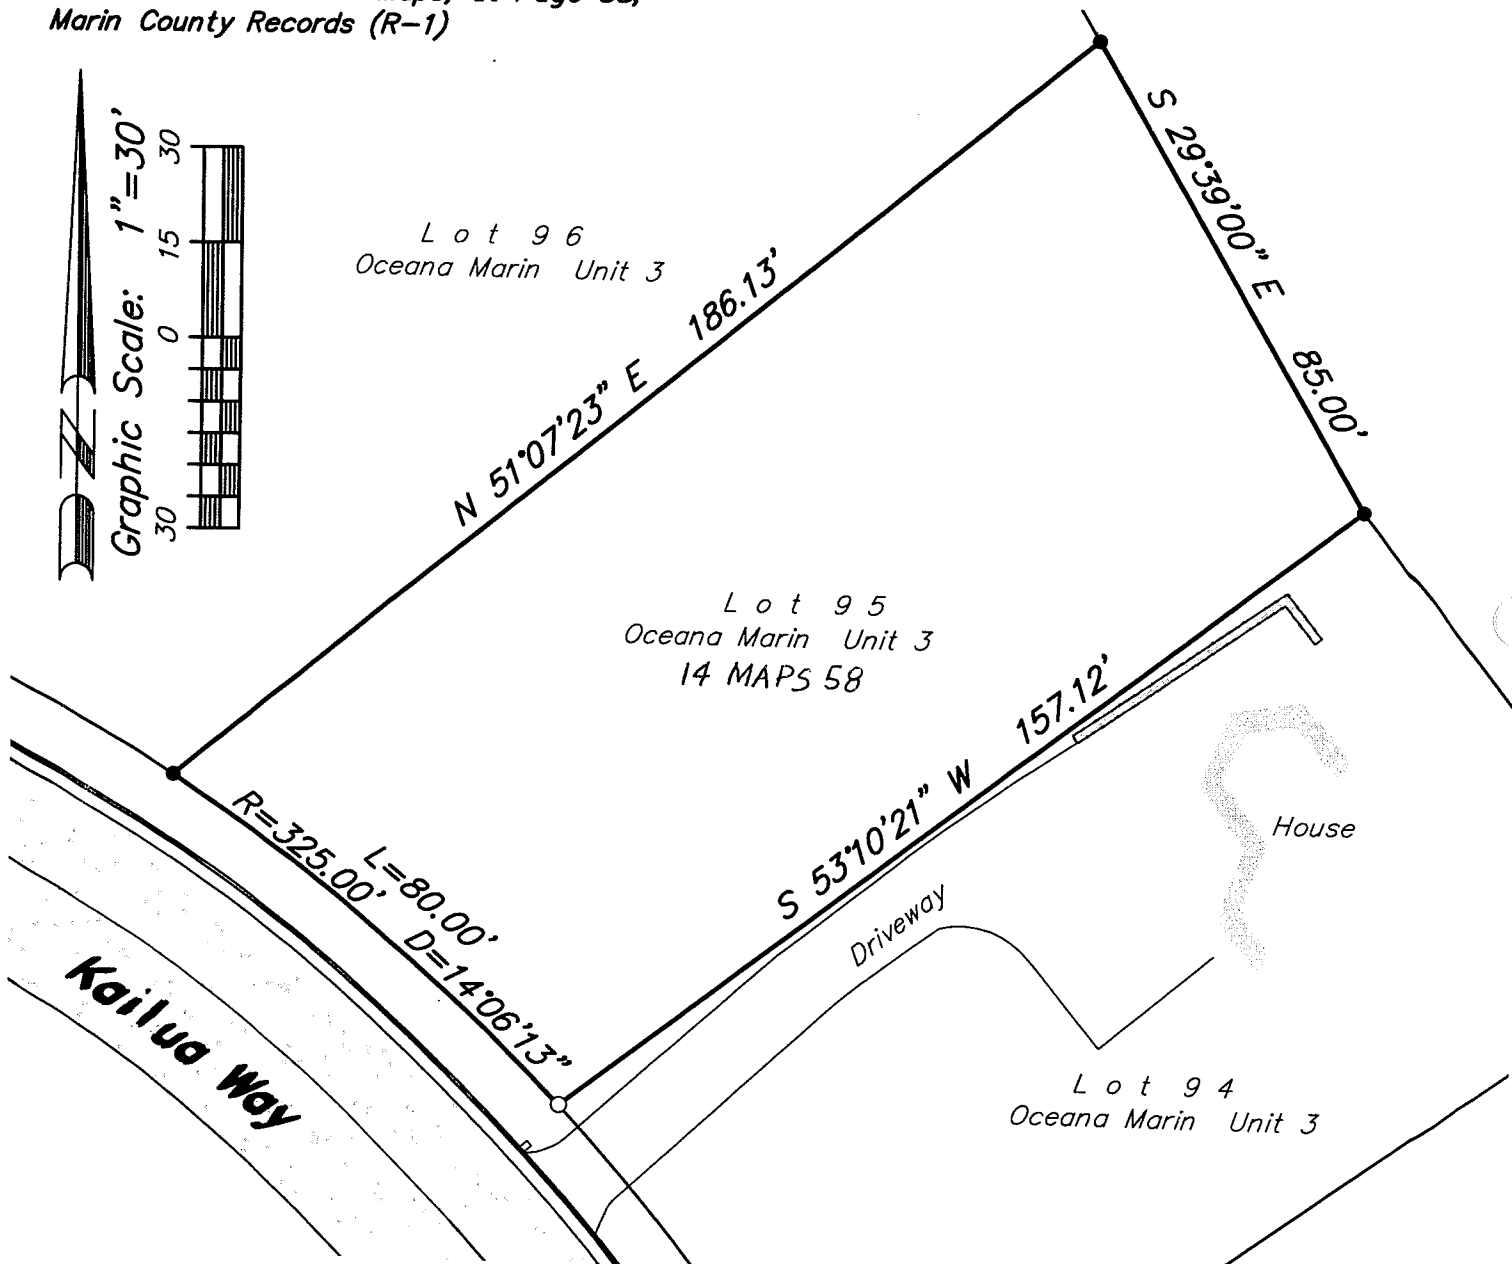 Marin County Records (R-1)
Graphic Scale: 1"=30'
30
15
0
30
S 29°39'00" E 85.00'
Lot 96
Oceana Marin Unit 3
N 51°07'23" E 186.13'
Lot 95
Oceana Marin Unit 3
14 MAPS 58
S 53°10'21" W 157.12'
House
R=325.00' L=80.00'
D=14°06'13"
Driveway
Kailua Way
Lot 94
Oceana Marin Unit 3
N